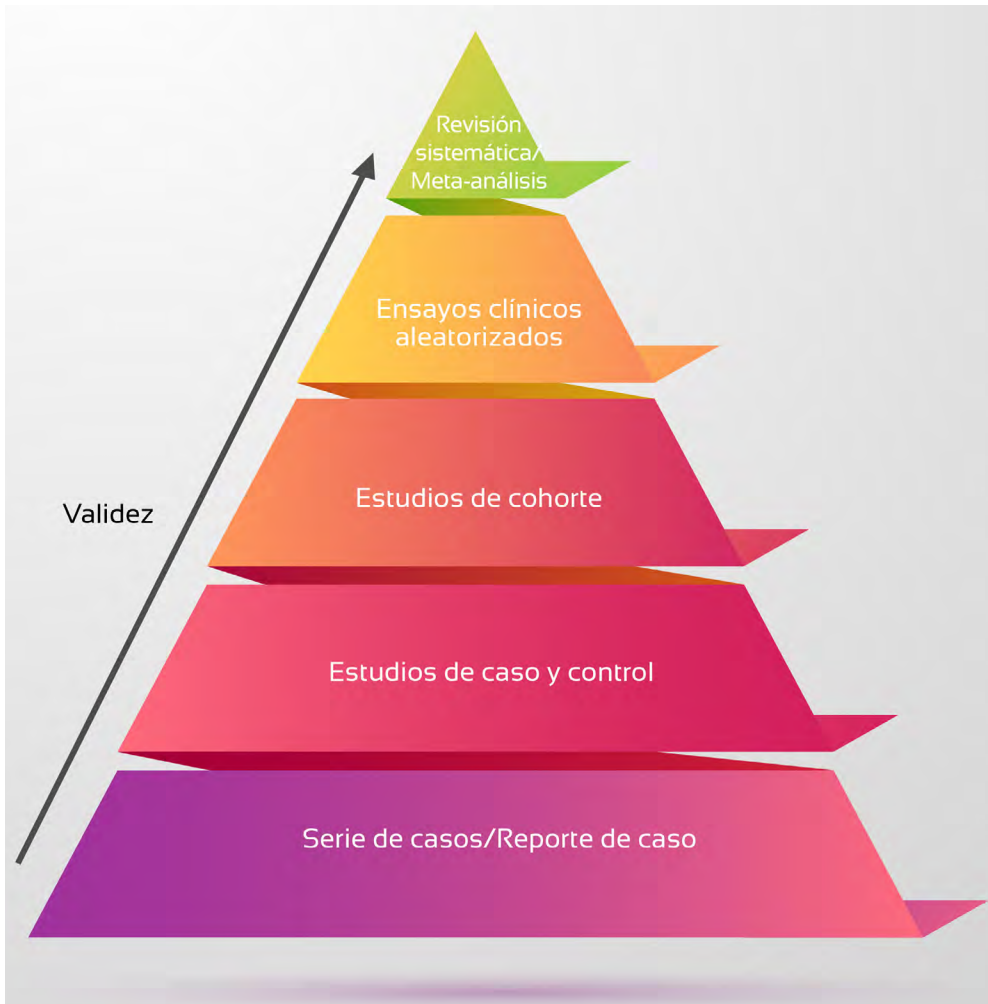 Revisión
sistemática/
Meta-análisis
Ensayos clínicos
aleatorizados
Estudios de cohorte
Validez
Estudios de caso y control
Serie de casos/Reporte de caso